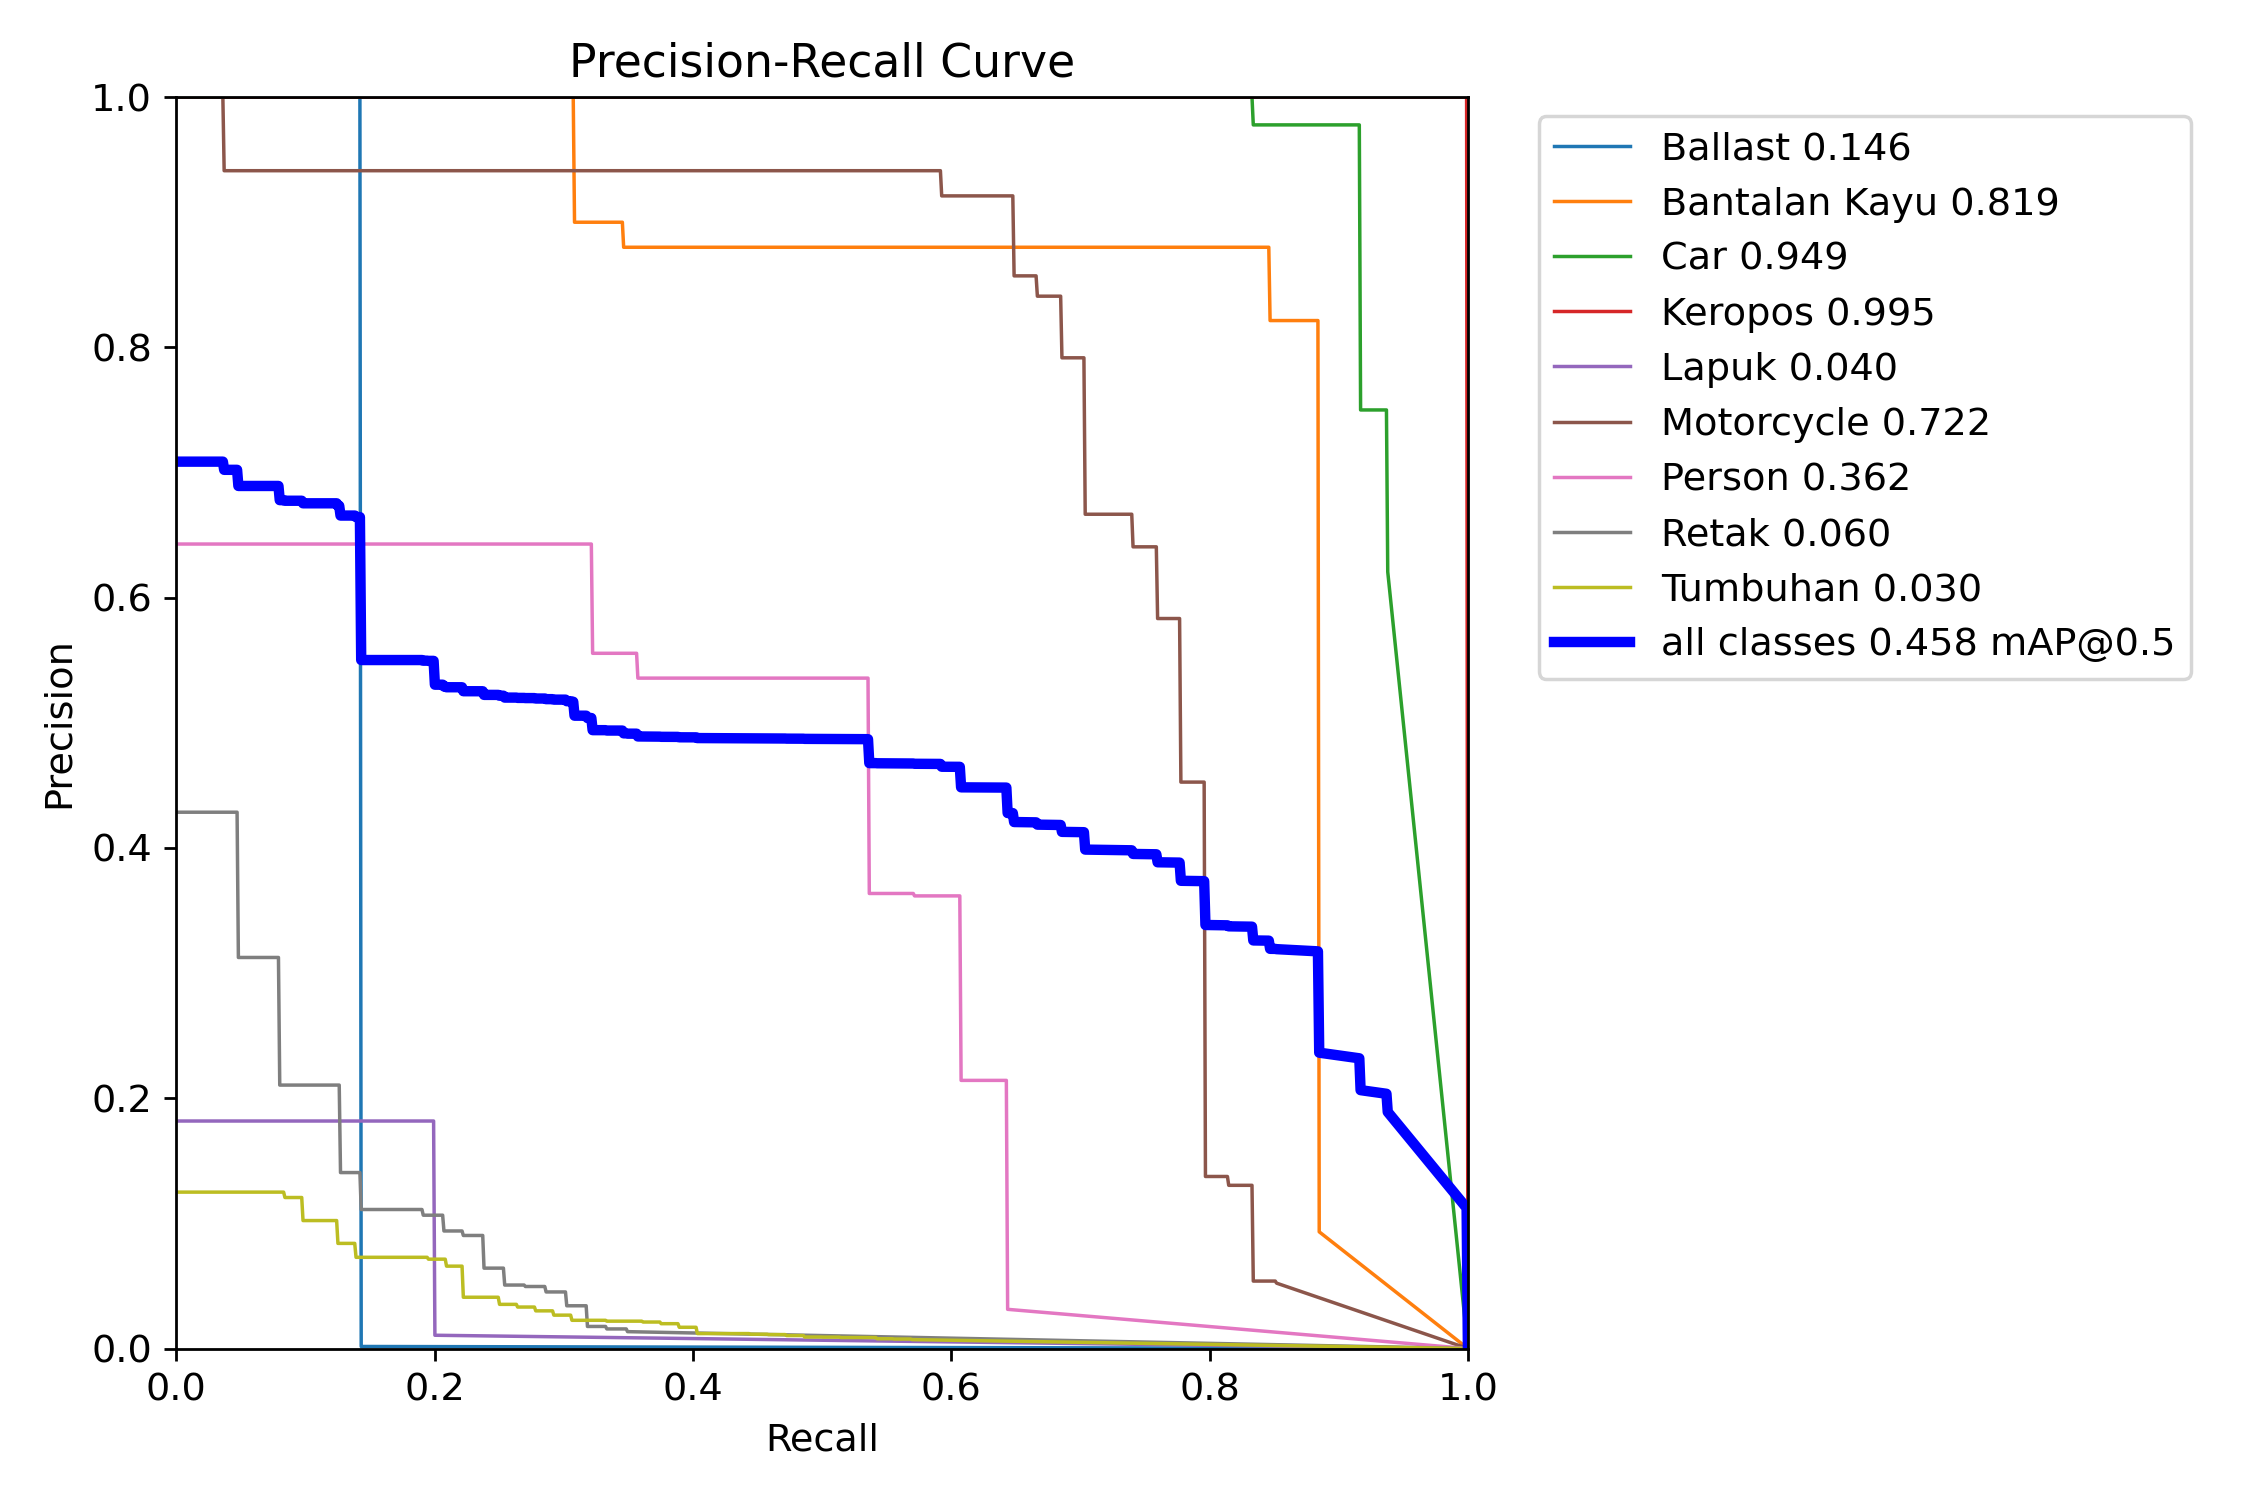 Precision-Recall Curve
1.0
0.8
0.6
0.4
0.2
0.0
Precision
0.0 0.2 0.4 0.6 0.8 1.0
Recall
Ballast 0.146
Bantalan Kayu 0.819
Car 0.949
Keropos 0.995
Lapuk 0.040
Motorcycle 0.722
Person 0.362
Retak 0.060
Tumbuhan 0.030
all classes 0.458 mAP@0.5